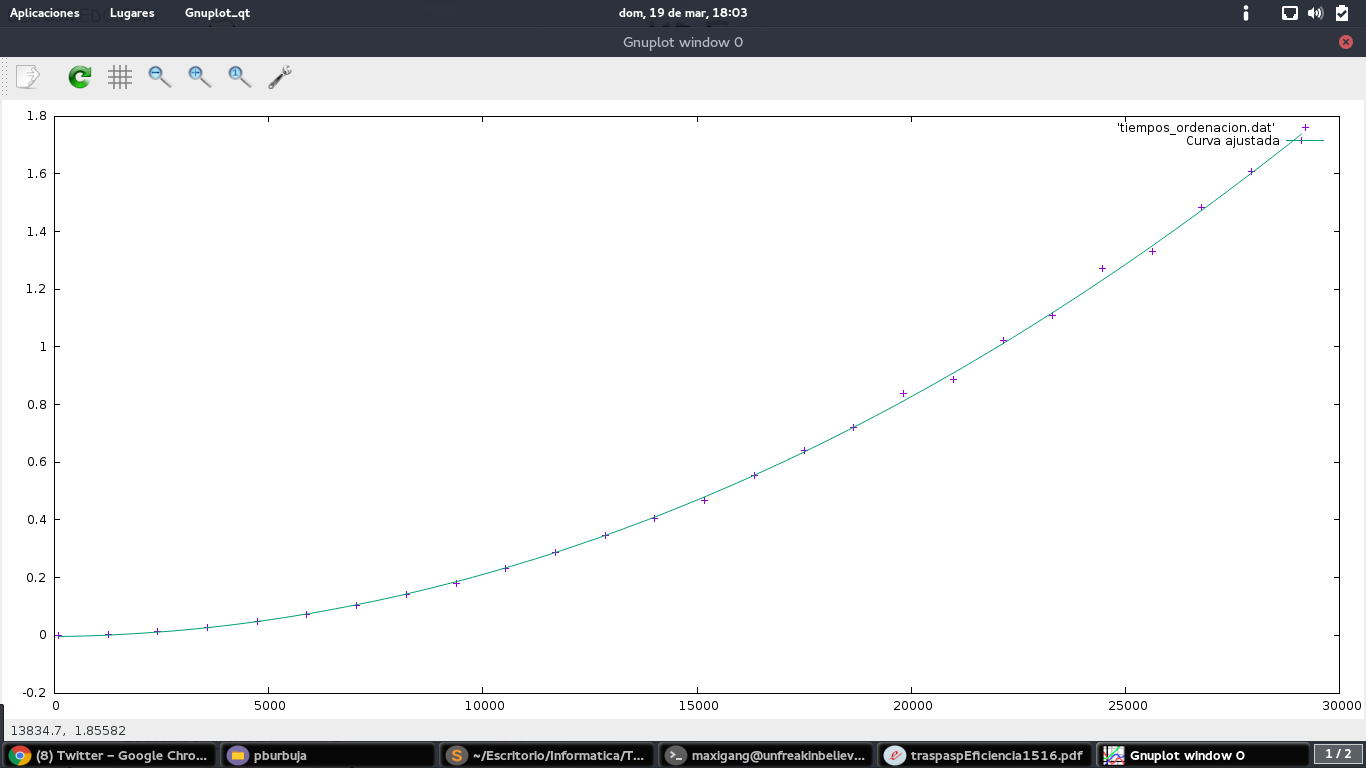 Aplicaciones Lugares Gnuplot_qt dom, 19 de mar, 18:03
Gnuplot window 0
1.8
1.6
1.4
1.2
1
0.8
0.6
0.4
0.2
0
-0.2
'tiempos_ordenacion.dat'
Curva ajustada
0 5000 10000 15000 20000 25000 30000
13834.7, 1.85582
(8) Twitter – Google Chro... pburbuja ~/Escritorio/Informatica/T... maxigang@unfreakinbeliev... traspaspEficiencia1516.pdf Gnuplot window 0 1 / 2